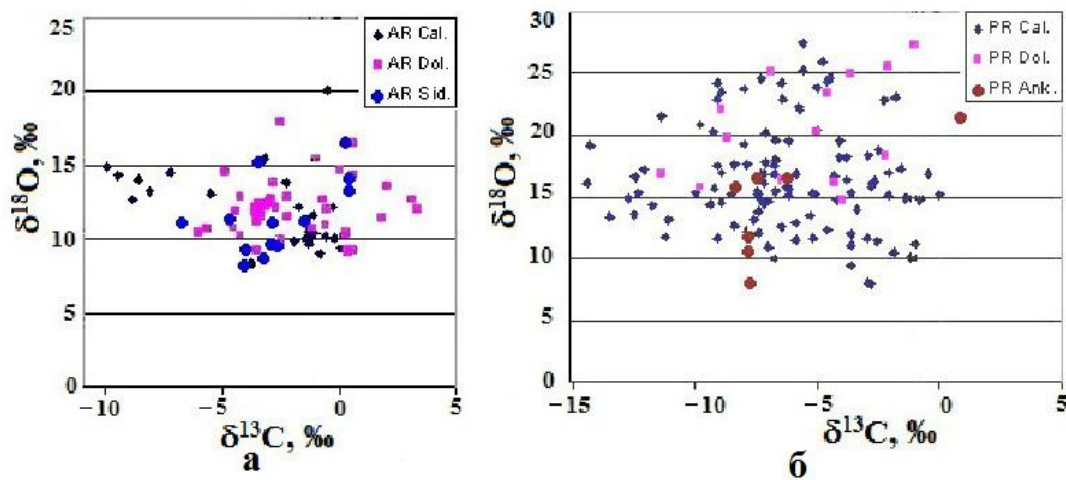 25
20
15
10
5
0
δ¹⁸O, ‰
AR Cal.
AR Dol.
AR Sid.
−10
−5
0
5
δ¹³C, ‰
а
30
25
20
15
10
5
0
δ¹⁸O, ‰
PR Cal.
PR Dol.
PR Ank.
−15
−10
−5
0
5
δ¹³C, ‰
б